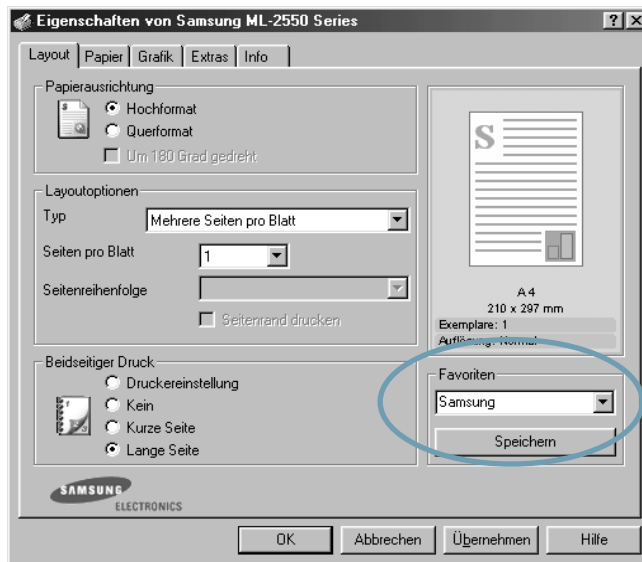 Eigenschaften von Samsung ML-2550 Series
Layout Papier Grafik Extras Info
Papierausrichtung
Hochformat
Querformat
Um 180 Grad gedreht
Layoutoptionen
Typ Mehrere Seiten pro Blatt
Seiten pro Blatt 1
Seitenreihenfolge
Seitenrand drucken
Beidseitiger Druck
Druckereinstellung
Kein
Kurze Seite
Lange Seite
S
A4
210 x 297 mm
Exemplare: 1
Auflösung: Normal
Favoriten
Samsung
Speichern
SAMSUNG
ELECTRONICS
OK Abbrechen Übernehmen Hilfe